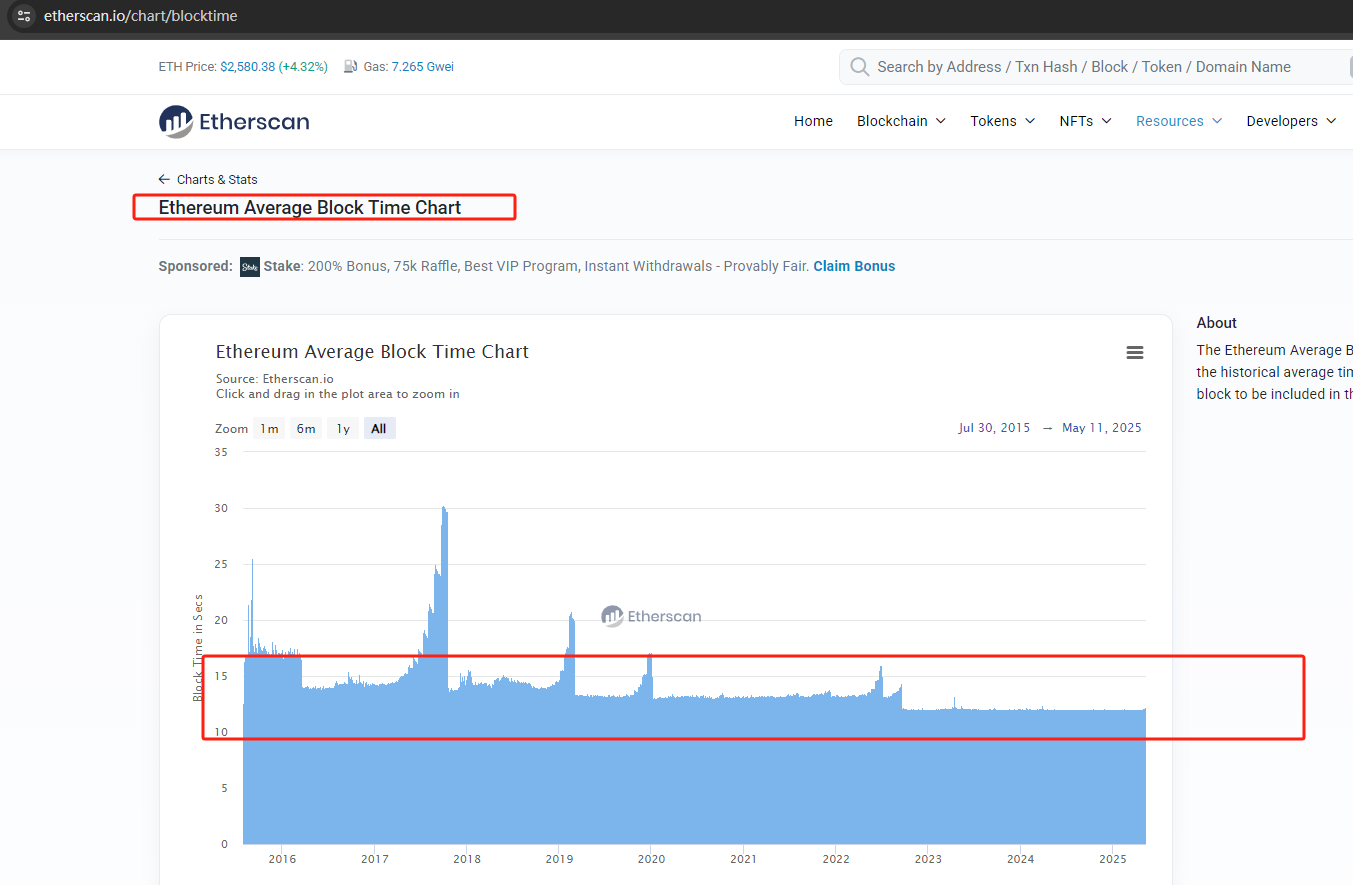 etherscan.io/chart/blocktime
ETH Price: $2,580.38 (+4.32%) Gas: 7.265 Gwei
Search by Address / Txn Hash / Block / Token / Domain Name
Etherscan
Home Blockchain Tokens NFTs Resources Developers
← Charts & Stats
Ethereum Average Block Time Chart
Sponsored: Stake Stake: 200% Bonus, 75k Raffle, Best VIP Program, Instant Withdrawals - Provably Fair. Claim Bonus
Ethereum Average Block Time Chart
Source: Etherscan.io
Click and drag in the plot area to zoom in
Zoom 1m 6m 1y All
Jul 30, 2015 → May 11, 2025
Block Time in Secs
35
30
25
20
15
10
5
0
Etherscan
2016 2017 2018 2019 2020 2021 2022 2023 2024 2025
About
The Ethereum Average B
the historical average tim
block to be included in th